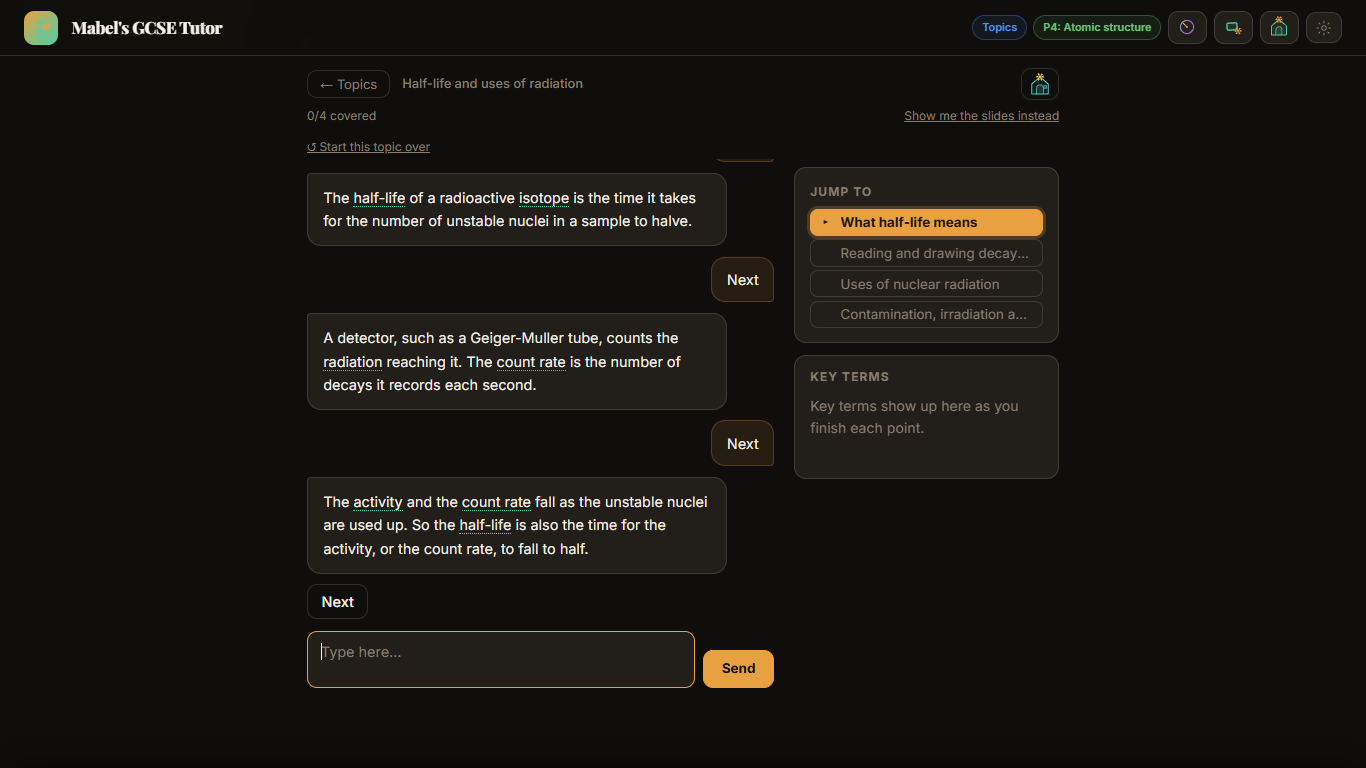 Mabel's GCSE Tutor
Topics
P4: Atomic structure
← Topics
Half-life and uses of radiation
0/4 covered
Show me the slides instead
↺ Start this topic over
The half-life of a radioactive isotope is the time it takes
for the number of unstable nuclei in a sample to halve.
Next
A detector, such as a Geiger-Muller tube, counts the
radiation reaching it. The count rate is the number of
decays it records each second.
Next
The activity and the count rate fall as the unstable nuclei
are used up. So the half-life is also the time for the
activity, or the count rate, to fall to half.
Next
Type here...
Send
JUMP TO
What half-life means
Reading and drawing decay...
Uses of nuclear radiation
Contamination, irradiation a...
KEY TERMS
Key terms show up here as you
finish each point.